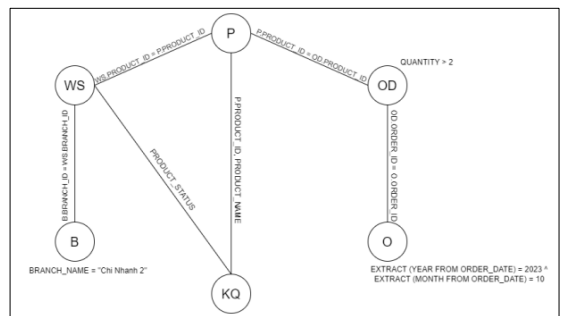 P
WS.PRODUCT_ID = P.PRODUCT_ID
P.PRODUCT_ID = OD.PRODUCT_ID
QUANTITY > 2
WS
OD
B.BRANCH_ID = WS.BRANCH_ID
PRODUCT_STATUS
P.PRODUCT_ID, PRODUCT_NAME
OD.ORDER_ID = O.ORDER_ID
B
O
BRANCH_NAME = "Chi Nhanh 2"
EXTRACT (YEAR FROM ORDER_DATE) = 2023 ^
EXTRACT (MONTH FROM ORDER_DATE) = 10
KQ